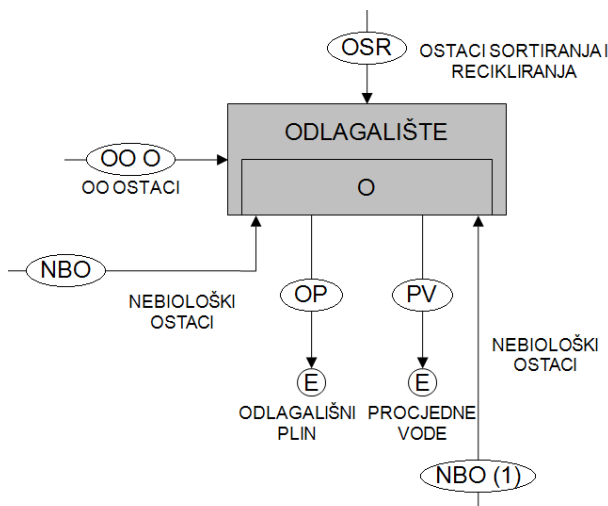 OSR
OSTACI SORTIRANJA I
RECIKLIRANJA
ODLAGALIŠTE
OO O
OO OSTACI
O
NBO
NEBIOLOŠKI
OSTACI
OP
PV
NEBIOLOŠKI
OSTACI
E
E
ODLAGALIŠNI
PLIN
PROCJEDNE
VODE
NBO (1)